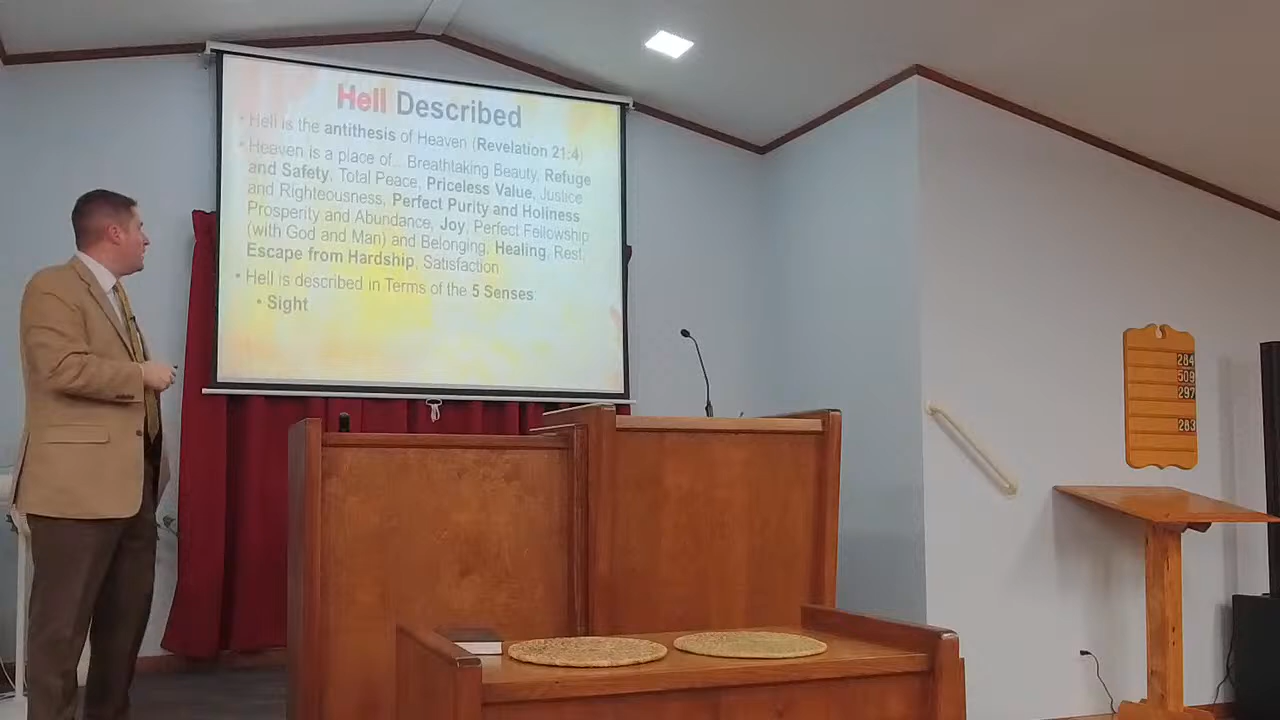 Hell Described
• Hell is the antithesis of Heaven (Revelation 21:4)
• Heaven is a place of... Breathtaking Beauty, Refuge
and Safety, Total Peace, Priceless Value, Justice
and Righteousness, Perfect Purity and Holiness
Prosperity and Abundance, Joy, Perfect Fellowship
(with God and Man) and Belonging, Healing, Rest,
Escape from Hardship, Satisfaction
• Hell is described in Terms of the 5 Senses
• Sight
284
509
297
263